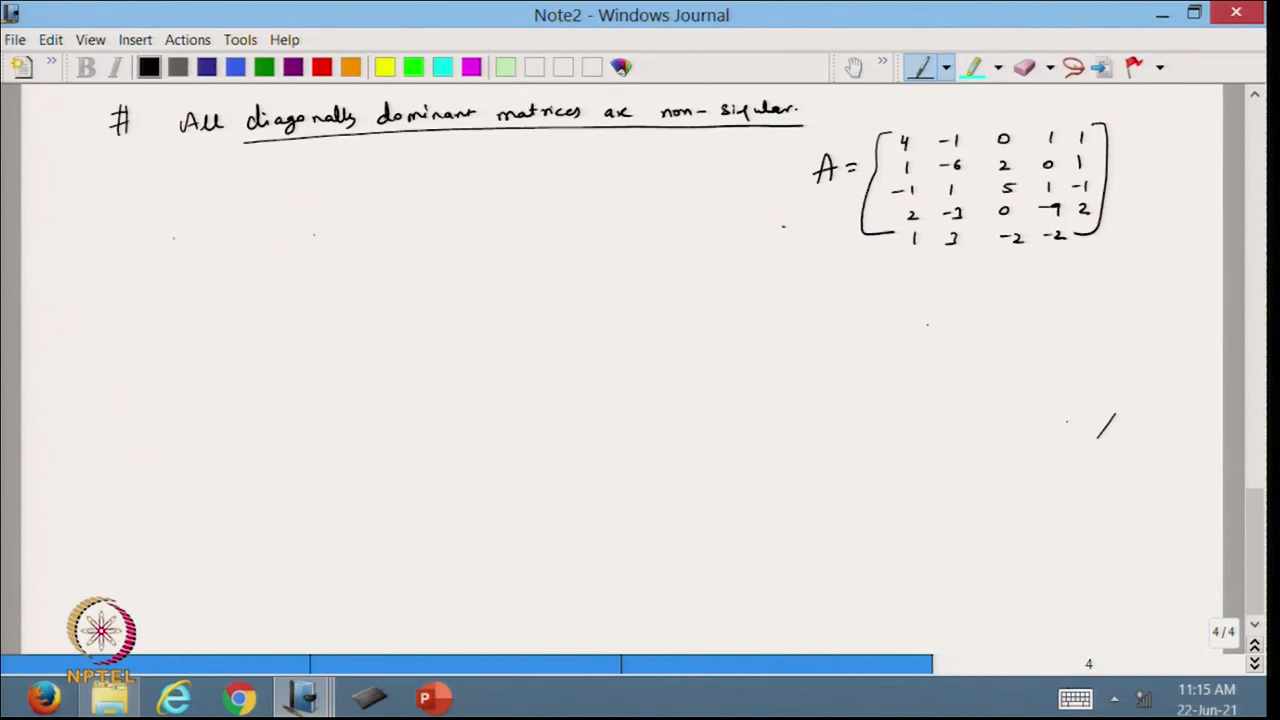 Note2 - Windows Journal
File Edit View Insert Actions Tools Help
B I
# All diagonally dominant matrices are non-sigular.
A =
4 -1 0 1 1
1 -6 2 0 1
-1 1 5 1 -1
2 -3 0 -9 2
1 3 -2 -2
4/4
4
NPTEL
11:15 AM
22-Jun-21